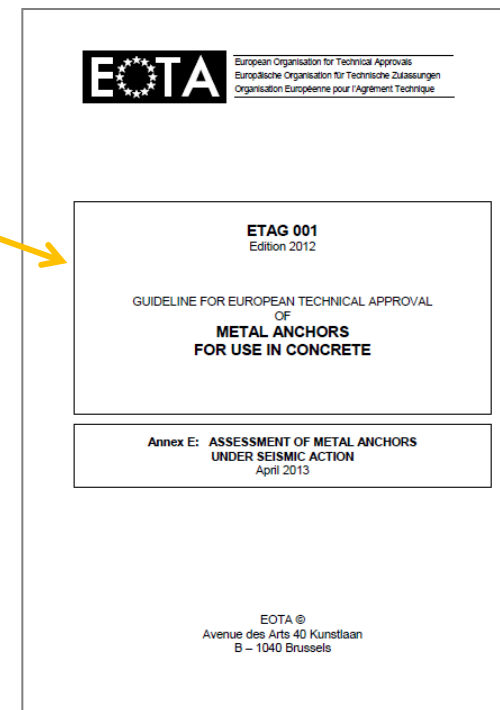 EOTA
European Organisation for Technical Approvals
Europäische Organisation für Technische Zulassungen
Organisation Européenne pour l'Agrément Technique
ETAG 001
Edition 2012
GUIDELINE FOR EUROPEAN TECHNICAL APPROVAL
OF
METAL ANCHORS
FOR USE IN CONCRETE
Annex E: ASSESSMENT OF METAL ANCHORS
UNDER SEISMIC ACTION
April 2013
EOTA ©
Avenue des Arts 40 Kunstlaan
B – 1040 Brussels